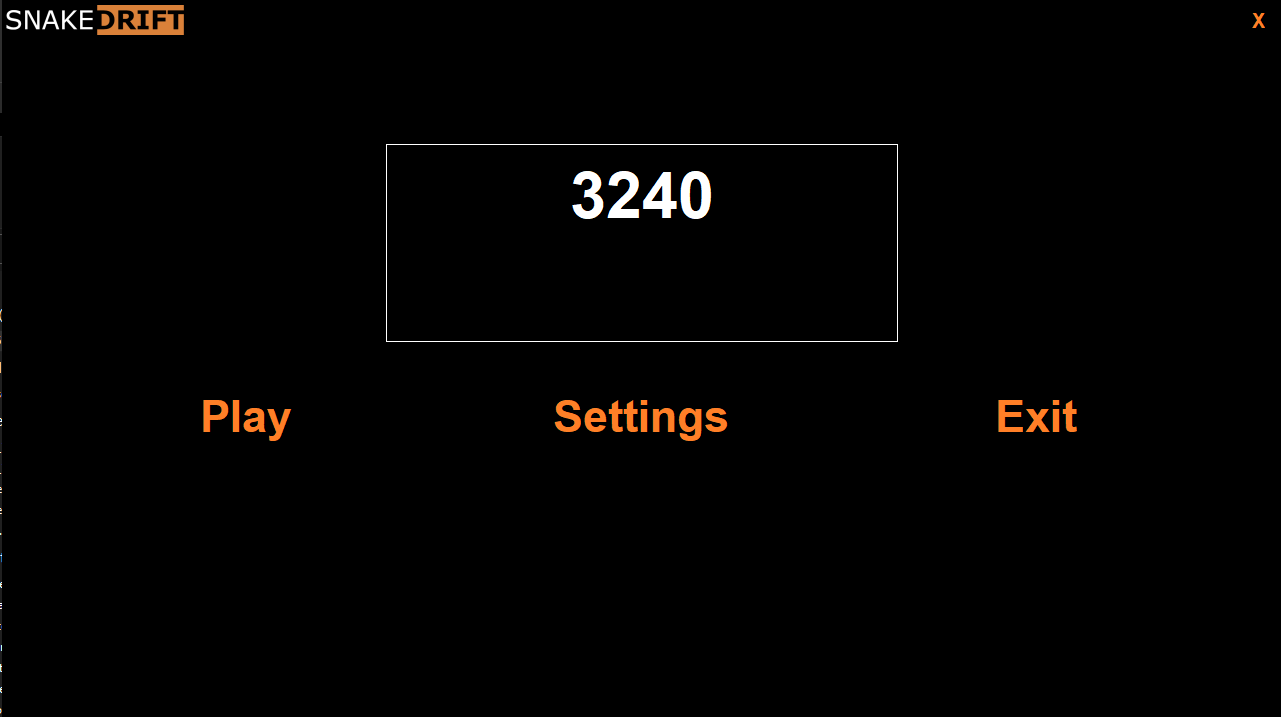 SNAKEDRIFT
X
3240
Play
Settings
Exit